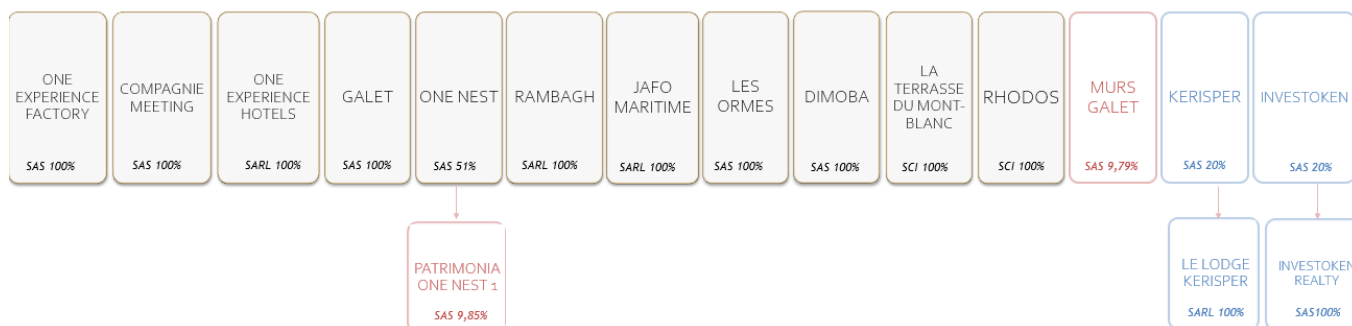 ONE
EXPERIENCE
FACTORY
SAS 100%
COMPAGNIE
MEETING
SAS 100%
ONE
EXPERIENCE
HOTELS
SARL 100%
GALET
SAS 100%
ONE NEST
SAS 51%
RAMBAGH
SARL 100%
JAFO
MARITIME
SARL 100%
LES
ORMES
SAS 100%
DIMOBA
SAS 100%
LA
TERRASSE
DU MONT-
BLANC
SCI 100%
RHODOS
SCI 100%
MURS
GALET
SAS 9,79%
KERISPER
SAS 20%
INVESTOKEN
SAS 20%
PATRIMONIA
ONE NEST 1
SAS 9,85%
LE LODGE
KERISPER
SARL 100%
INVESTOKEN
REALTY
SAS100%